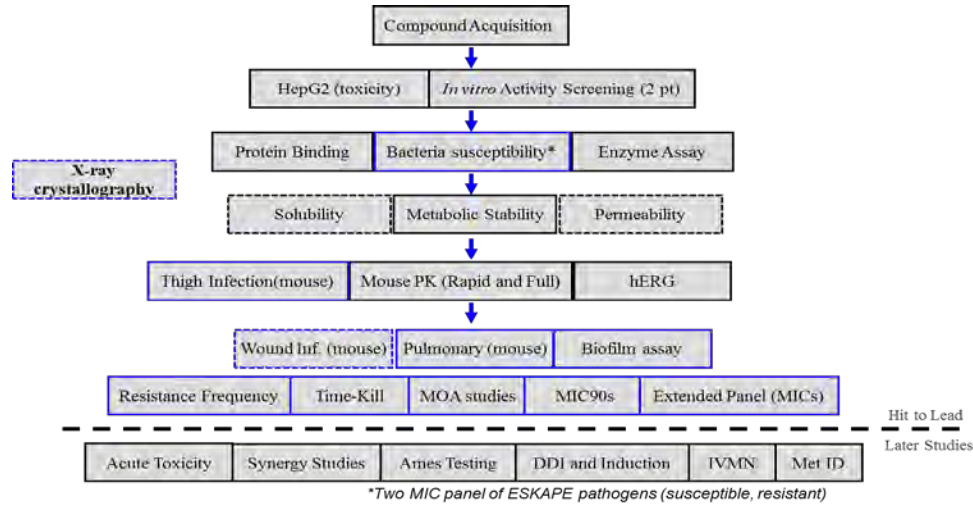 Compound Acquisition
HepG2 (toxicity)
In vitro Activity Screening (2 pt)
Protein Binding
Bacteria susceptibility*
Enzyme Assay
X-ray
crystallography
Solubility
Metabolic Stability
Permeability
Thigh Infection(mouse)
Mouse PK (Rapid and Full)
hERG
Wound Inf. (mouse)
Pulmonary (mouse)
Biofilm assay
Resistance Frequency
Time-Kill
MOA studies
MIC90s
Extended Panel (MICs)
Hit to Lead
Later Studies
Acute Toxicity
Synergy Studies
Ames Testing
DDI and Induction
IVMN
Met ID
*Two MIC panel of ESKAPE pathogens (susceptible, resistant)